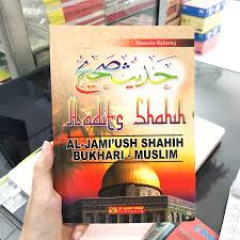 حديث صحيح
Hadits Shahih
AL-JAMI'USH SHAHIH
BUKHARI - MUSLIM